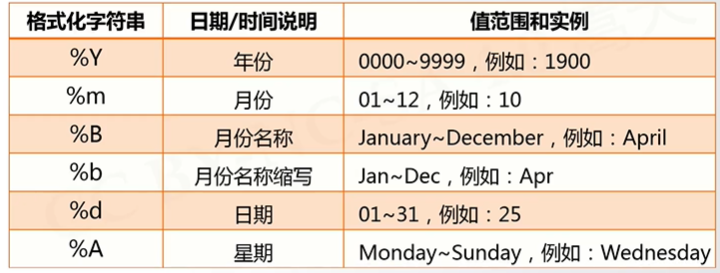 格式化字符串 日期/时间说明 值范围和实例
%Y 年份 0000~9999，例如：1900
%m 月份 01~12，例如：10
%B 月份名称 January~December，例如：April
%b 月份名称缩写 Jan~Dec，例如：Apr
%d 日期 01~31，例如：25
%A 星期 Monday~Sunday，例如：Wednesday